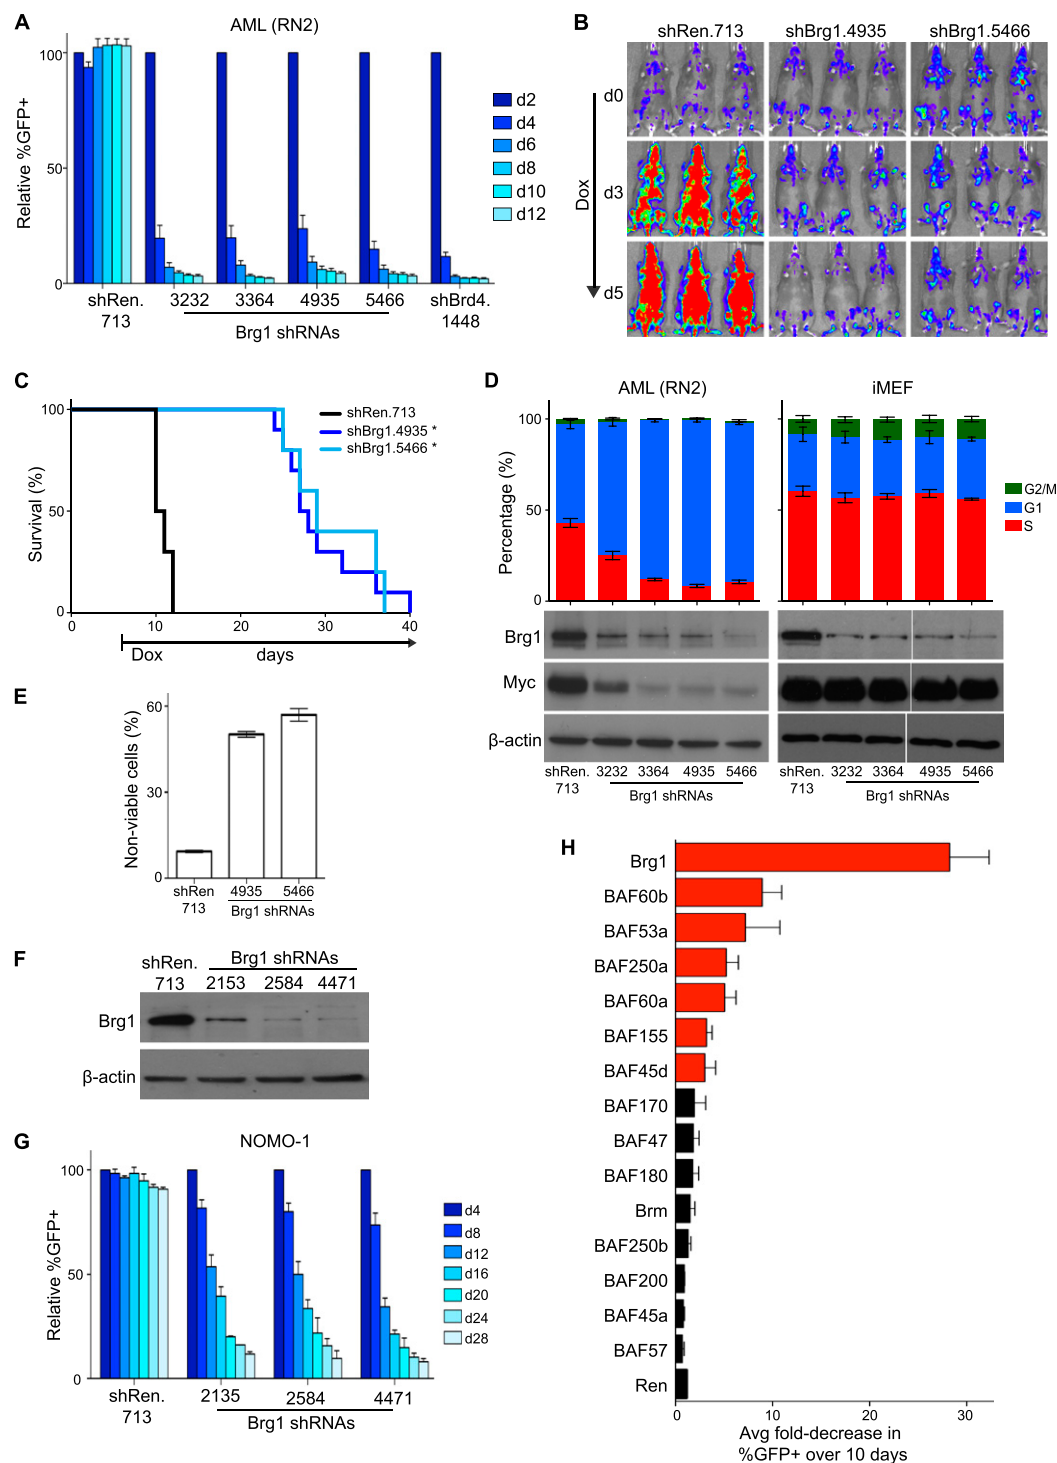 A
AML (RN2)
Relative %GFP+
100
50
0
d2
d4
d6
d8
d10
d12
shRen.
713
3232 3364 4935 5466
Brg1 shRNAs
shBrd4.
1448
B
shRen.713 shBrg1.4935 shBrg1.5466
d0
d3
d5
Dox
C
Survival (%)
100
50
0
shRen.713
shBrg1.4935 *
shBrg1.5466 *
0 10 20 30 40
Dox days
D
AML (RN2) iMEF
Percentage (%)
100
50
0
G2/M
G1
S
Brg1
Myc
β-actin
shRen.
713
3232 3364 4935 5466
Brg1 shRNAs
shRen.
713
3232 3364 4935 5466
Brg1 shRNAs
E
Non-viable cells (%)
60
30
0
shRen
713
4935 5466
Brg1 shRNAs
F
shRen.
713
Brg1 shRNAs
2153 2584 4471
Brg1
β-actin
G
NOMO-1
Relative %GFP+
100
50
0
d4
d8
d12
d16
d20
d24
d28
shRen.
713
2135 2584 4471
Brg1 shRNAs
H
Brg1
BAF60b
BAF53a
BAF250a
BAF60a
BAF155
BAF45d
BAF170
BAF47
BAF180
Brm
BAF250b
BAF200
BAF45a
BAF57
Ren
0 10 20 30
Avg fold-decrease in
%GFP+ over 10 days